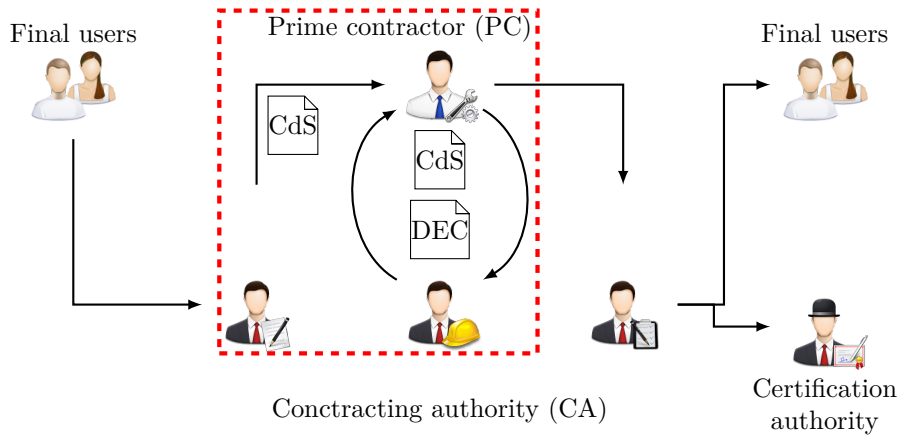 Prime contractor (PC)
Final users
Final users
CdS
CdS
DEC
Certification
authority
Conctracting authority (CA)